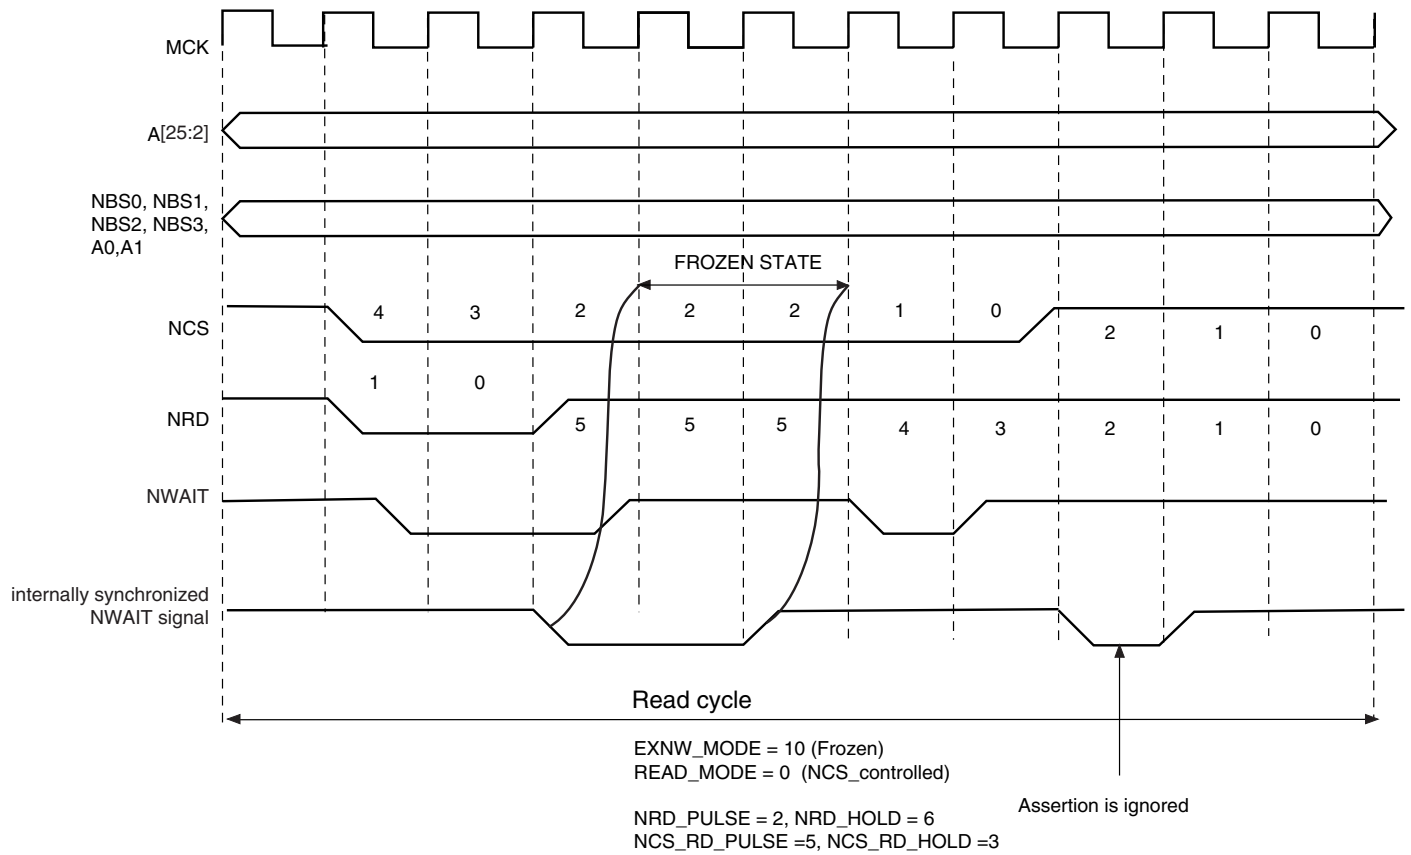 MCK
A[25:2]
NBS0, NBS1,
NBS2, NBS3,
A0,A1
FROZEN STATE
NCS
4 3 2 2 2 1 0
2 1 0
1 0
NRD
5 5 5 4 3 2 1 0
NWAIT
internally synchronized
NWAIT signal
Read cycle
EXNW_MODE = 10 (Frozen)
READ_MODE = 0 (NCS_controlled)
Assertion is ignored
NRD_PULSE = 2, NRD_HOLD = 6
NCS_RD_PULSE =5, NCS_RD_HOLD =3